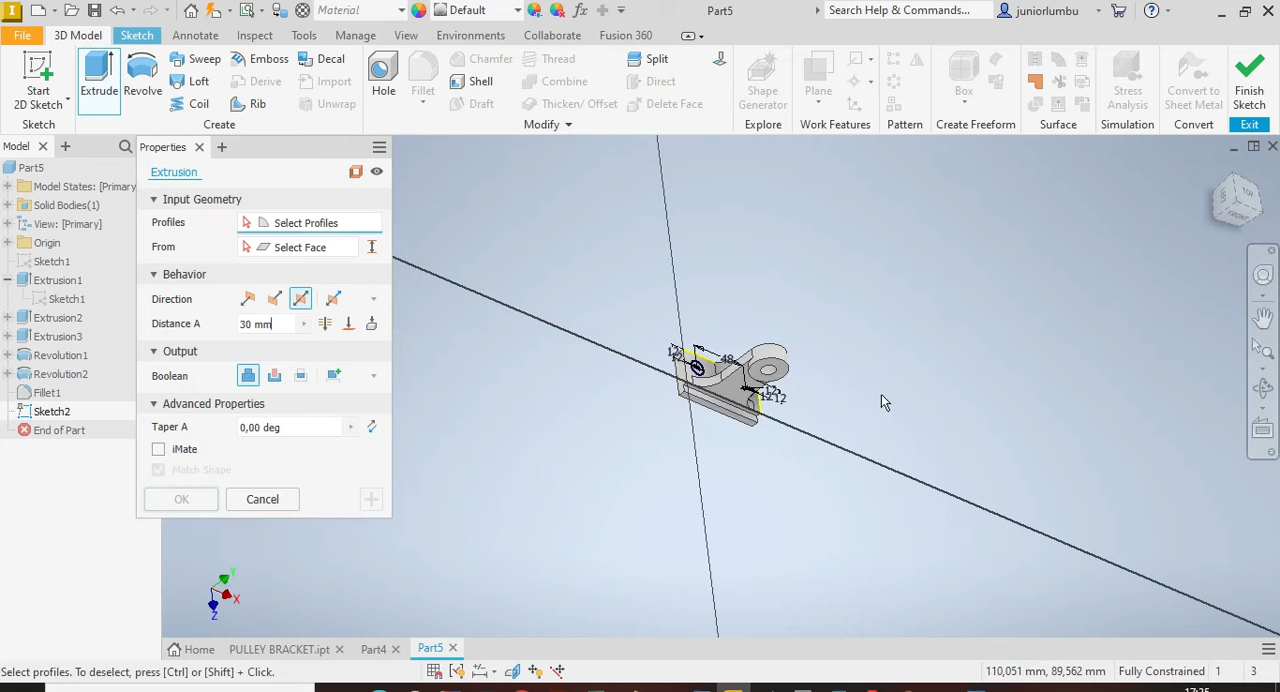 Material
Default
Part5
Search Help & Commands...
juniorlumbu
File
3D Model
Sketch
Annotate
Inspect
Tools
Manage
View
Environments
Collaborate
Fusion 360
Start
2D Sketch
Extrude
Revolve
Sweep
Emboss
Decal
Loft
Derive
Import
Coil
Rib
Unwrap
Hole
Fillet
Chamfer
Thread
Split
Shell
Combine
Direct
Draft
Thicken/ Offset
Delete Face
Shape
Generator
Plane
Box
Stress
Analysis
Convert to
Sheet Metal
Finish
Sketch
Sketch
Create
Modify
Explore
Work Features
Pattern
Create Freeform
Surface
Simulation
Convert
Exit
Model
Part5
Model States: [Primary
Solid Bodies(1)
View: [Primary]
Origin
Sketch1
Extrusion1
Sketch1
Extrusion2
Extrusion3
Revolution1
Revolution2
Fillet1
Sketch2
End of Part
Properties
Extrusion
Input Geometry
Profiles
Select Profiles
From
Select Face
Behavior
Direction
Distance A
30 mm
Output
Boolean
Advanced Properties
Taper A
0,00 deg
iMate
Match Shape
OK
Cancel
12
48
12
12
TOP
FRONT
Y
X
Z
Home
PULLEY BRACKET.ipt
Part4
Part5
Select profiles. To deselect, press [Ctrl] or [Shift] + Click.
110,051 mm, 89,562 mm
Fully Constrained
1
3